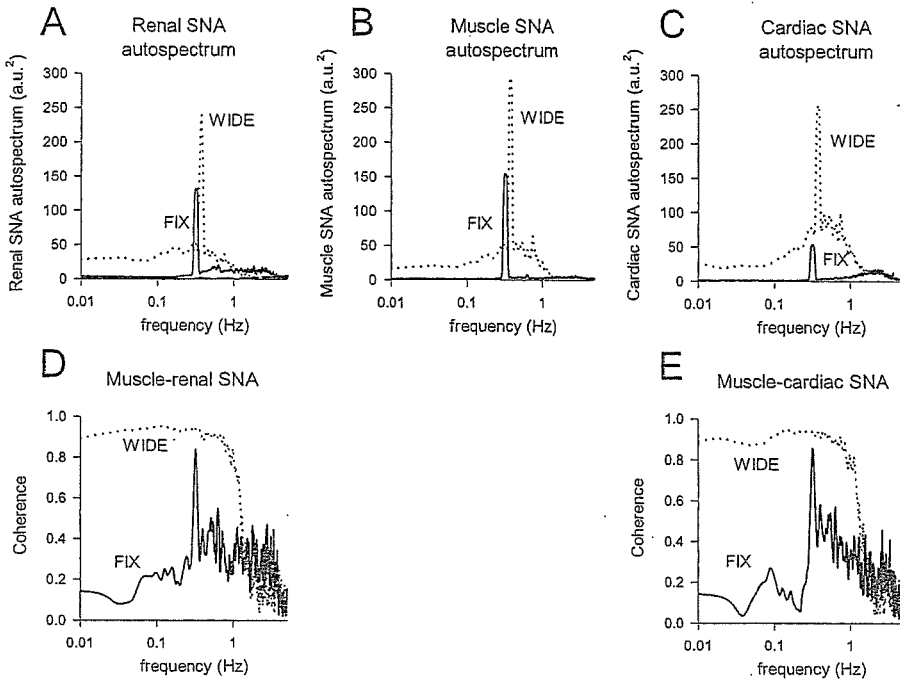 A
Renal SNA
autospectrum
Renal SNA autospectrum (a.u.²)
300
250
200
150
100
50
0
WIDE
FIX
0.01
0.1
1
frequency (Hz)
B
Muscle SNA
autospectrum
Muscle SNA autospectrum (a.u.²)
300
250
200
150
100
50
0
WIDE
FIX
0.01
0.1
1
frequency (Hz)
C
Cardiac SNA
autospectrum
Cardiac SNA autospectrum (a.u.²)
300
250
200
150
100
50
0
WIDE
FIX
0.01
0.1
1
frequency (Hz)
D
Muscle-renal SNA
Coherence
1.0
0.8
0.6
0.4
0.2
0.0
WIDE
FIX
0.01
0.1
1
frequency (Hz)
E
Muscle-cardiac SNA
Coherence
1.0
0.8
0.6
0.4
0.2
0.0
WIDE
FIX
0.01
0.1
1
frequency (Hz)